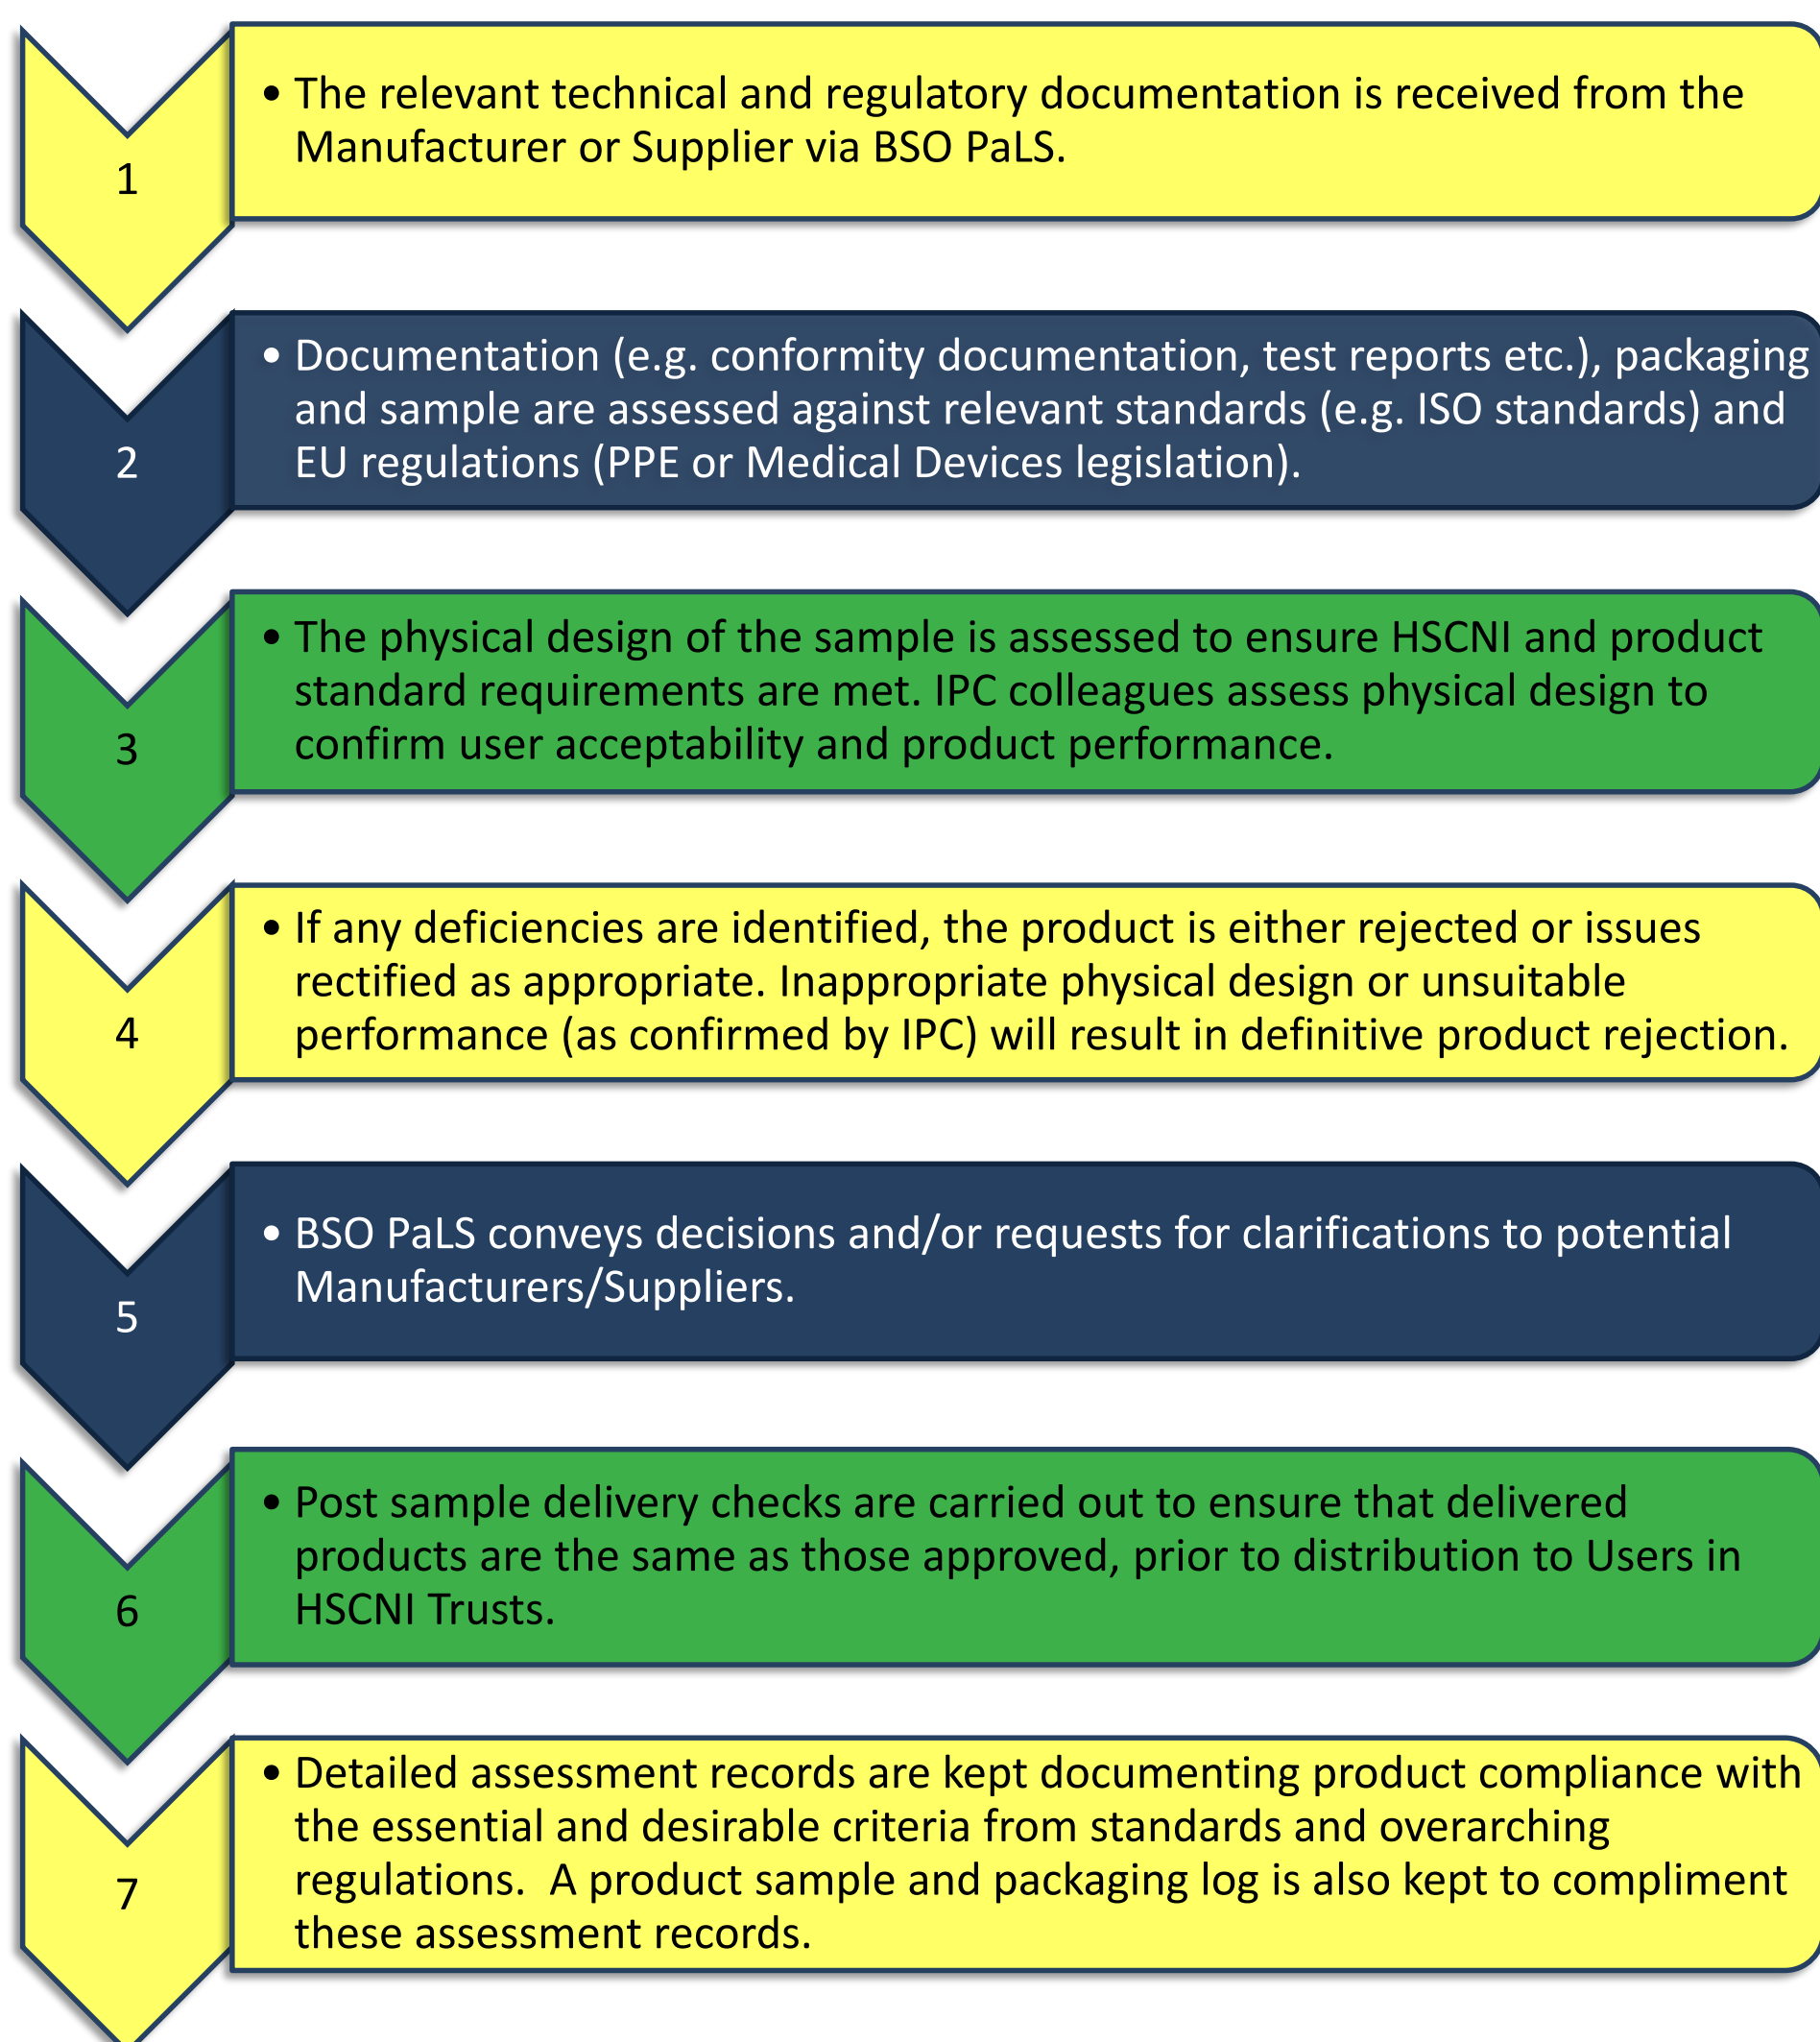 1
• The relevant technical and regulatory documentation is received from the
Manufacturer or Supplier via BSO PaLS.
2
• Documentation (e.g. conformity documentation, test reports etc.), packaging
and sample are assessed against relevant standards (e.g. ISO standards) and
EU regulations (PPE or Medical Devices legislation).
3
• The physical design of the sample is assessed to ensure HSCNI and product
standard requirements are met. IPC colleagues assess physical design to
confirm user acceptability and product performance.
4
• If any deficiencies are identified, the product is either rejected or issues
rectified as appropriate. Inappropriate physical design or unsuitable
performance (as confirmed by IPC) will result in definitive product rejection.
5
• BSO PaLS conveys decisions and/or requests for clarifications to potential
Manufacturers/Suppliers.
6
• Post sample delivery checks are carried out to ensure that delivered
products are the same as those approved, prior to distribution to Users in
HSCNI Trusts.
7
• Detailed assessment records are kept documenting product compliance with
the essential and desirable criteria from standards and overarching
regulations.  A product sample and packaging log is also kept to compliment
these assessment records.